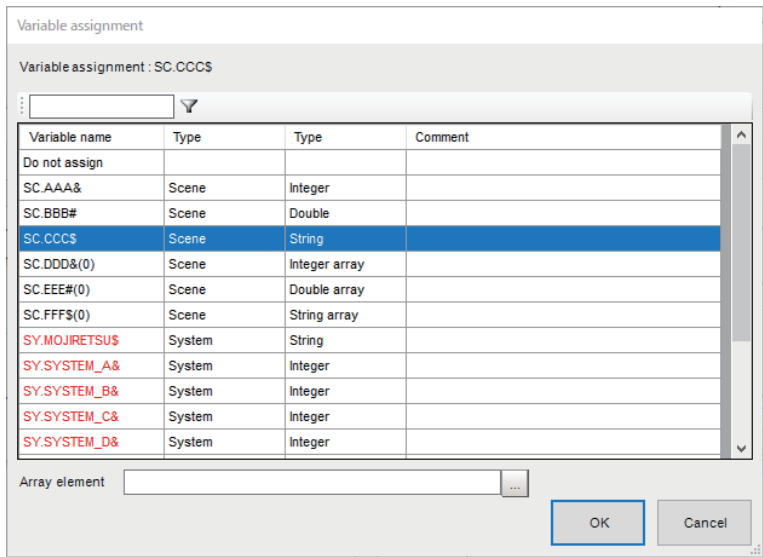 Variable assignment
Variable assignment : SC.CCC$
Variable name Type Type Comment
Do not assign
SC.AAA& Scene Integer
SC.BBB# Scene Double
SC.CCC$ Scene String
SC.DDD&(0) Scene Integer array
SC.EEE#(0) Scene Double array
SC.FFF$(0) Scene String array
SY.MOJIRETSU$ System String
SY.SYSTEM_A& System Integer
SY.SYSTEM_B& System Integer
SY.SYSTEM_C& System Integer
SY.SYSTEM_D& System Integer
Array element ...
OK Cancel